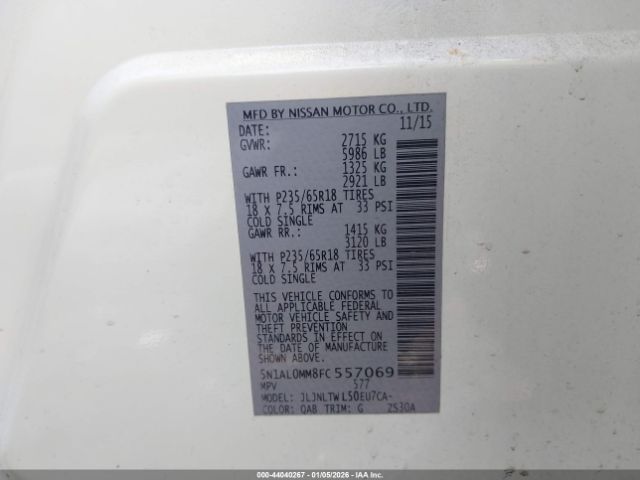 MFD BY NISSAN MOTOR CO., LTD.
DATE: 11/15
GVWR: 2715 KG
5986 LB
GAWR FR.: 1325 KG
2921 LB
WITH P235/65R18 TIRES
18 X 7.5 RIMS AT 33 PSI
COLD SINGLE
GAWR RR.: 1415 KG
3120 LB
WITH P235/65R18 TIRES
18 X 7.5 RIMS AT 33 PSI
COLD SINGLE
THIS VEHICLE CONFORMS TO
ALL APPLICABLE FEDERAL
MOTOR VEHICLE SAFETY AND
THEFT PREVENTION
STANDARDS IN EFFECT ON
THE DATE OF MANUFACTURE
SHOWN ABOVE.
5N1AL0MM8FC557069
MPV 577
MODEL: JLJNLTWL50EU7CA-
COLOR: QAB TRIM: G 2S30A
000-44040267 - 01/05/2026 - IAAI.COM